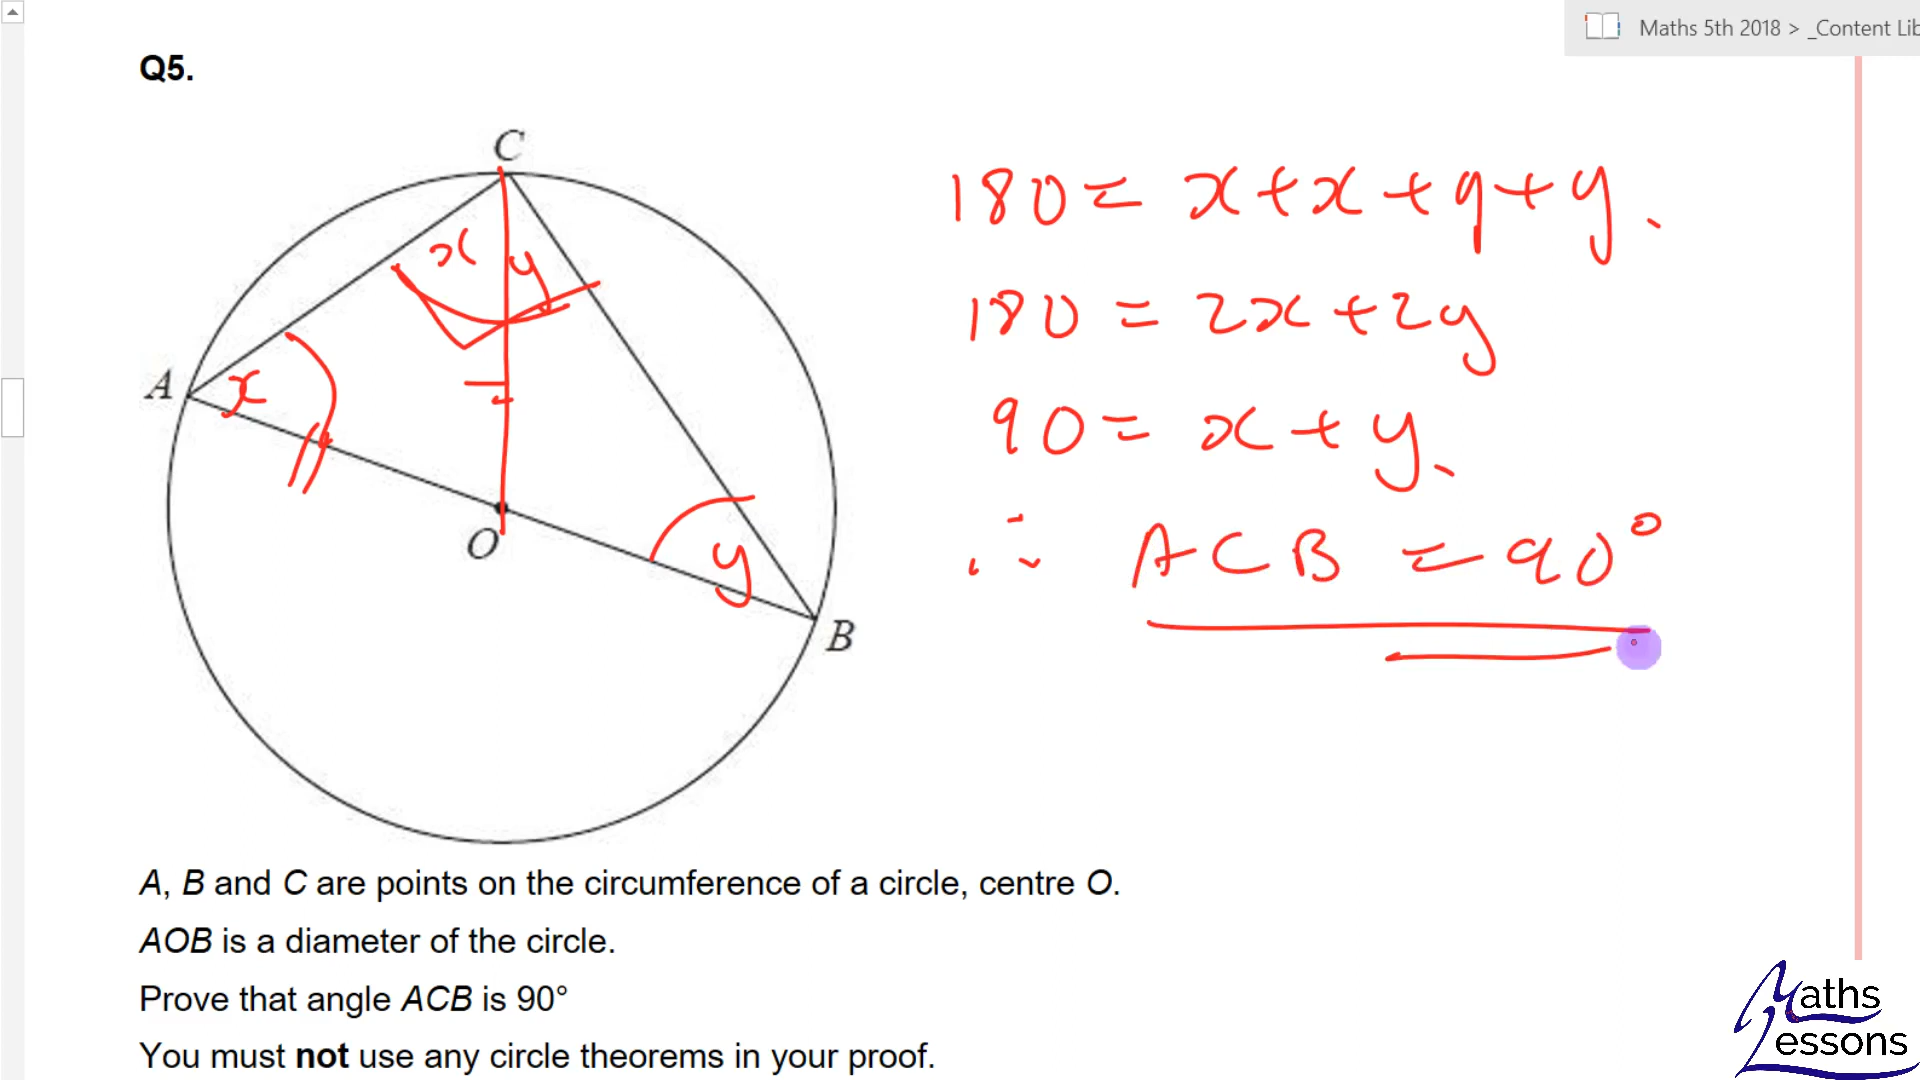 Maths 5th 2018 > _Content Lib
Q5.
C
x y
A x
O
y
B
180 = x + x + y + y.
180 = 2x + 2y
90 = x + y.
∴ ACB = 90°
A, B and C are points on the circumference of a circle, centre O.
AOB is a diameter of the circle.
Prove that angle ACB is 90°
You must not use any circle theorems in your proof.
Maths
Lessons